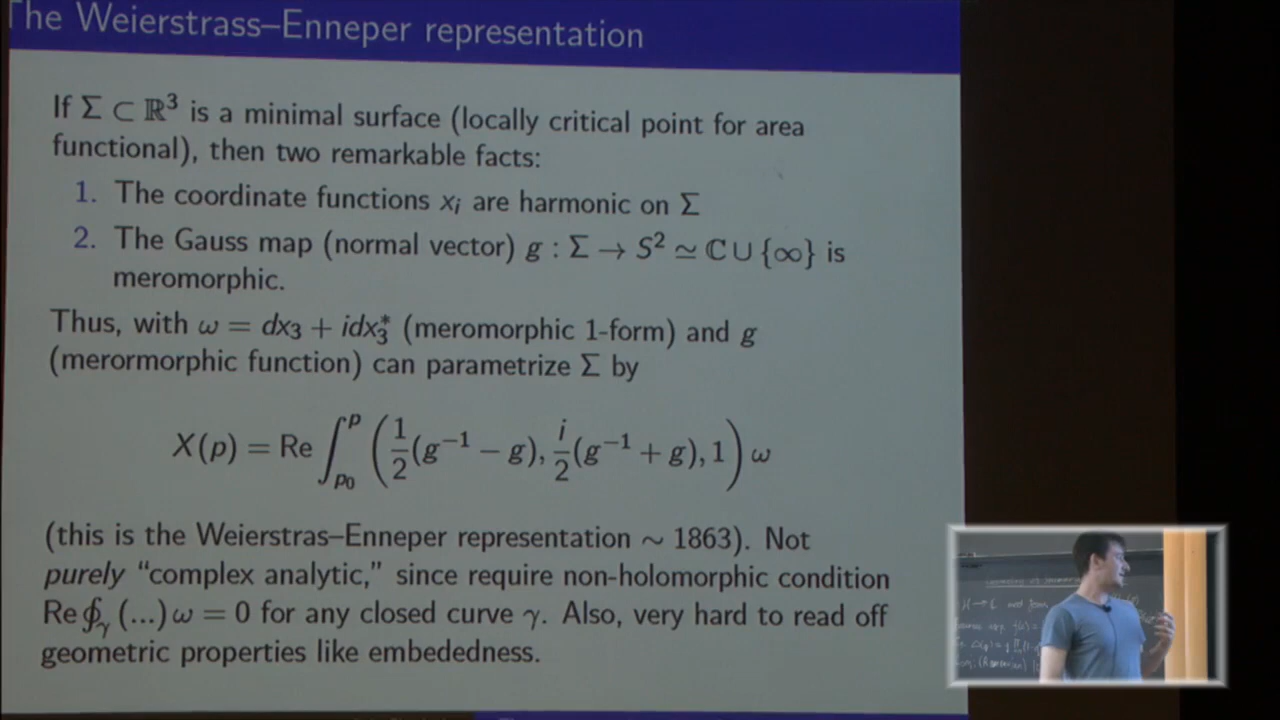 The Weierstrass–Enneper representation
If Σ ⊂ ℝ³ is a minimal surface (locally critical point for area
functional), then two remarkable facts:
1. The coordinate functions xᵢ are harmonic on Σ
2. The Gauss map (normal vector) g : Σ → S² ≃ ℂ ∪ {∞} is
meromorphic.
Thus, with ω = dx₃ + idx₃* (meromorphic 1-form) and g
(merormorphic function) can parametrize Σ by
X(p) = Re ∫_{p₀}^{p} (1/2(g⁻¹ − g), i/2(g⁻¹ + g), 1) ω
(this is the Weierstras–Enneper representation ∼ 1863). Not
purely “complex analytic,” since require non-holomorphic condition
Re ∮_γ (...) ω = 0 for any closed curve γ. Also, very hard to read off
geometric properties like embededness.